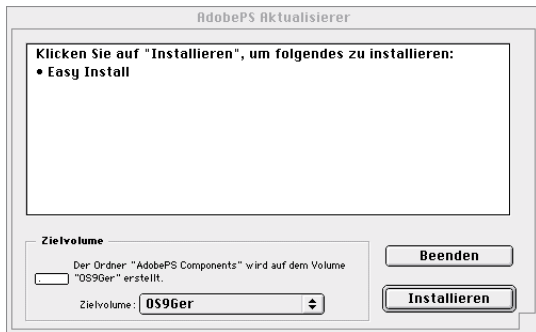 AdobePS Aktualisierer
Klicken Sie auf "Installieren", um folgendes zu installieren:
• Easy Install
Zielvolume
Der Ordner "AdobePS Components" wird auf dem Volume
"OS9Ger" erstellt.
Zielvolume: OS9Ger
Beenden
Installieren